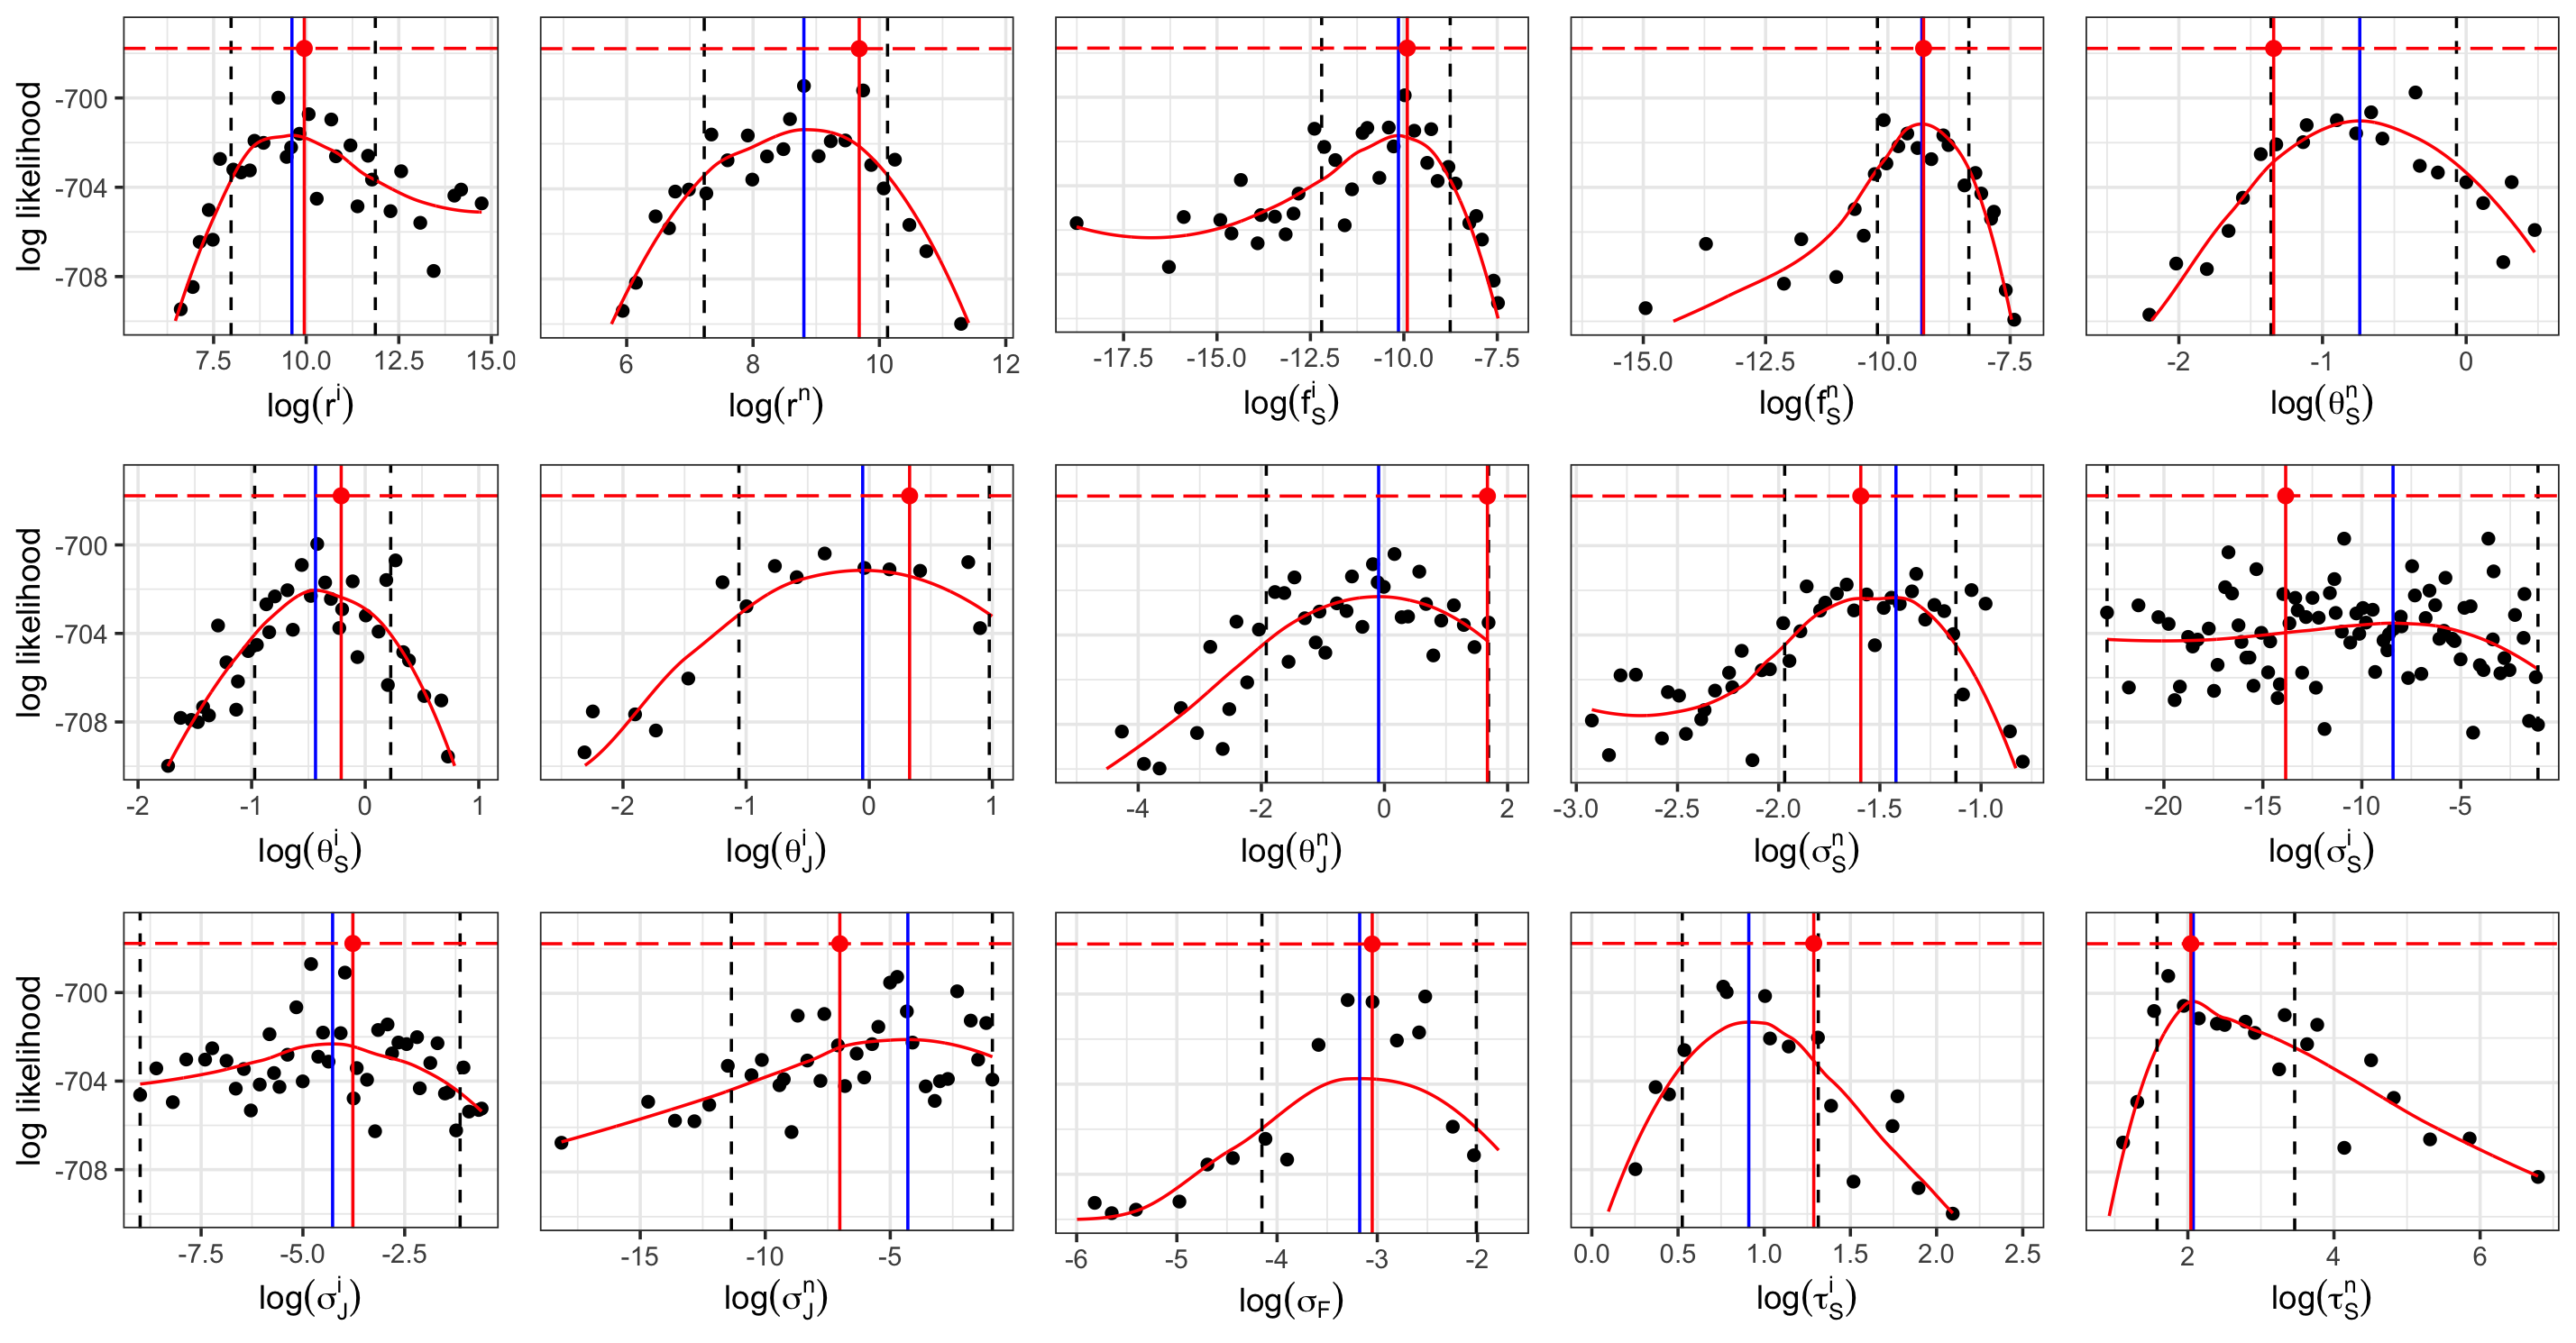 log likelihood
-700
-704
-708
7.5 10.0 12.5 15.0
log(r^i)
6 8 10 12
log(r^n)
-17.5 -15.0 -12.5 -10.0 -7.5
log(f_S^i)
-15.0 -12.5 -10.0 -7.5
log(f_S^n)
-2 -1 0
log(θ_S^n)
log likelihood
-700
-704
-708
-2 -1 0 1
log(θ_S^i)
-2 -1 0 1
log(θ_J^i)
-4 -2 0 2
log(θ_J^n)
-3.0 -2.5 -2.0 -1.5 -1.0
log(σ_S^n)
-20 -15 -10 -5
log(σ_S^i)
log likelihood
-700
-704
-708
-7.5 -5.0 -2.5
log(σ_J^i)
-15 -10 -5
log(σ_J^n)
-6 -5 -4 -3 -2
log(σ_F)
0.0 0.5 1.0 1.5 2.0 2.5
log(τ_S^i)
2 4 6
log(τ_S^n)